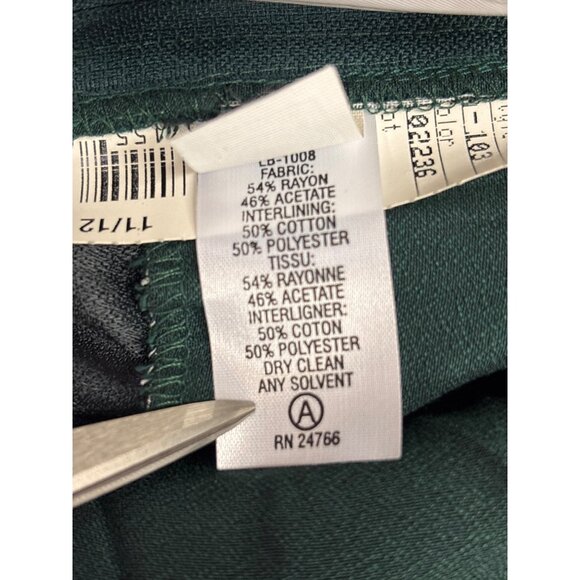 LB-1008
FABRIC:
54% RAYON
46% ACETATE
INTERLINING:
50% COTTON
50% POLYESTER
TISSU:
54% RAYONNE
46% ACETATE
INTERLIGNER:
50% COTON
50% POLYESTER
DRY CLEAN
ANY SOLVENT
A
RN 24766
11/12